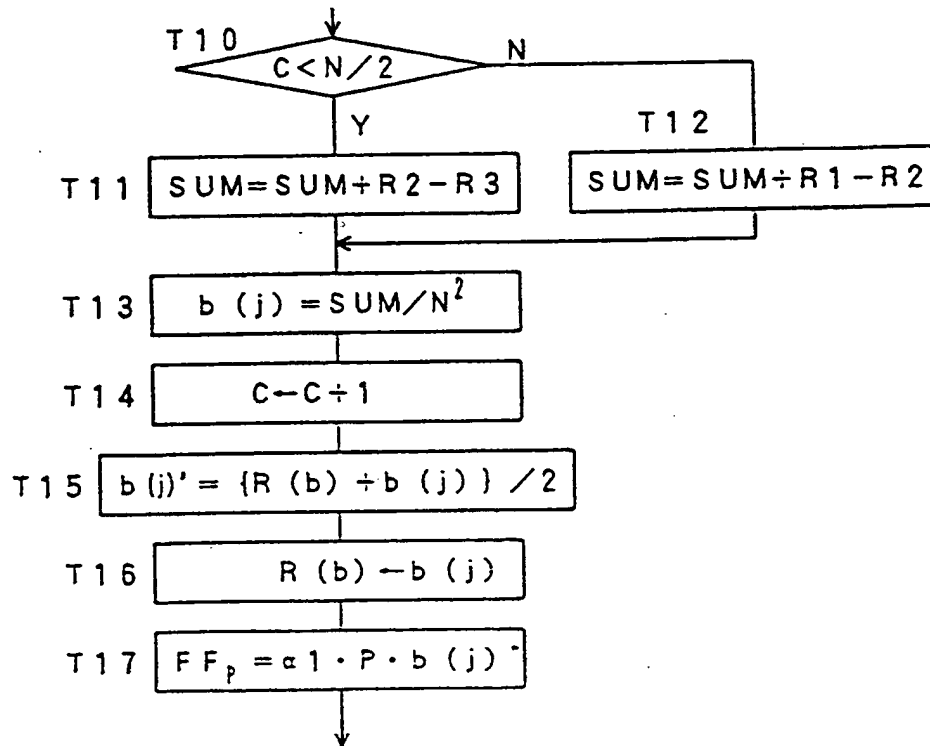 T10
C<N/2
N
Y
T12
T11
SUM=SUM÷R2-R3
SUM=SUM÷R1-R2
T13
b (j) =SUM/N²
T14
C←C÷1
T15
b(j)'= {R (b) ÷b (j) } /2
T16
R (b) ←b (j)
T17
FFₚ=α1・P・b (j)'